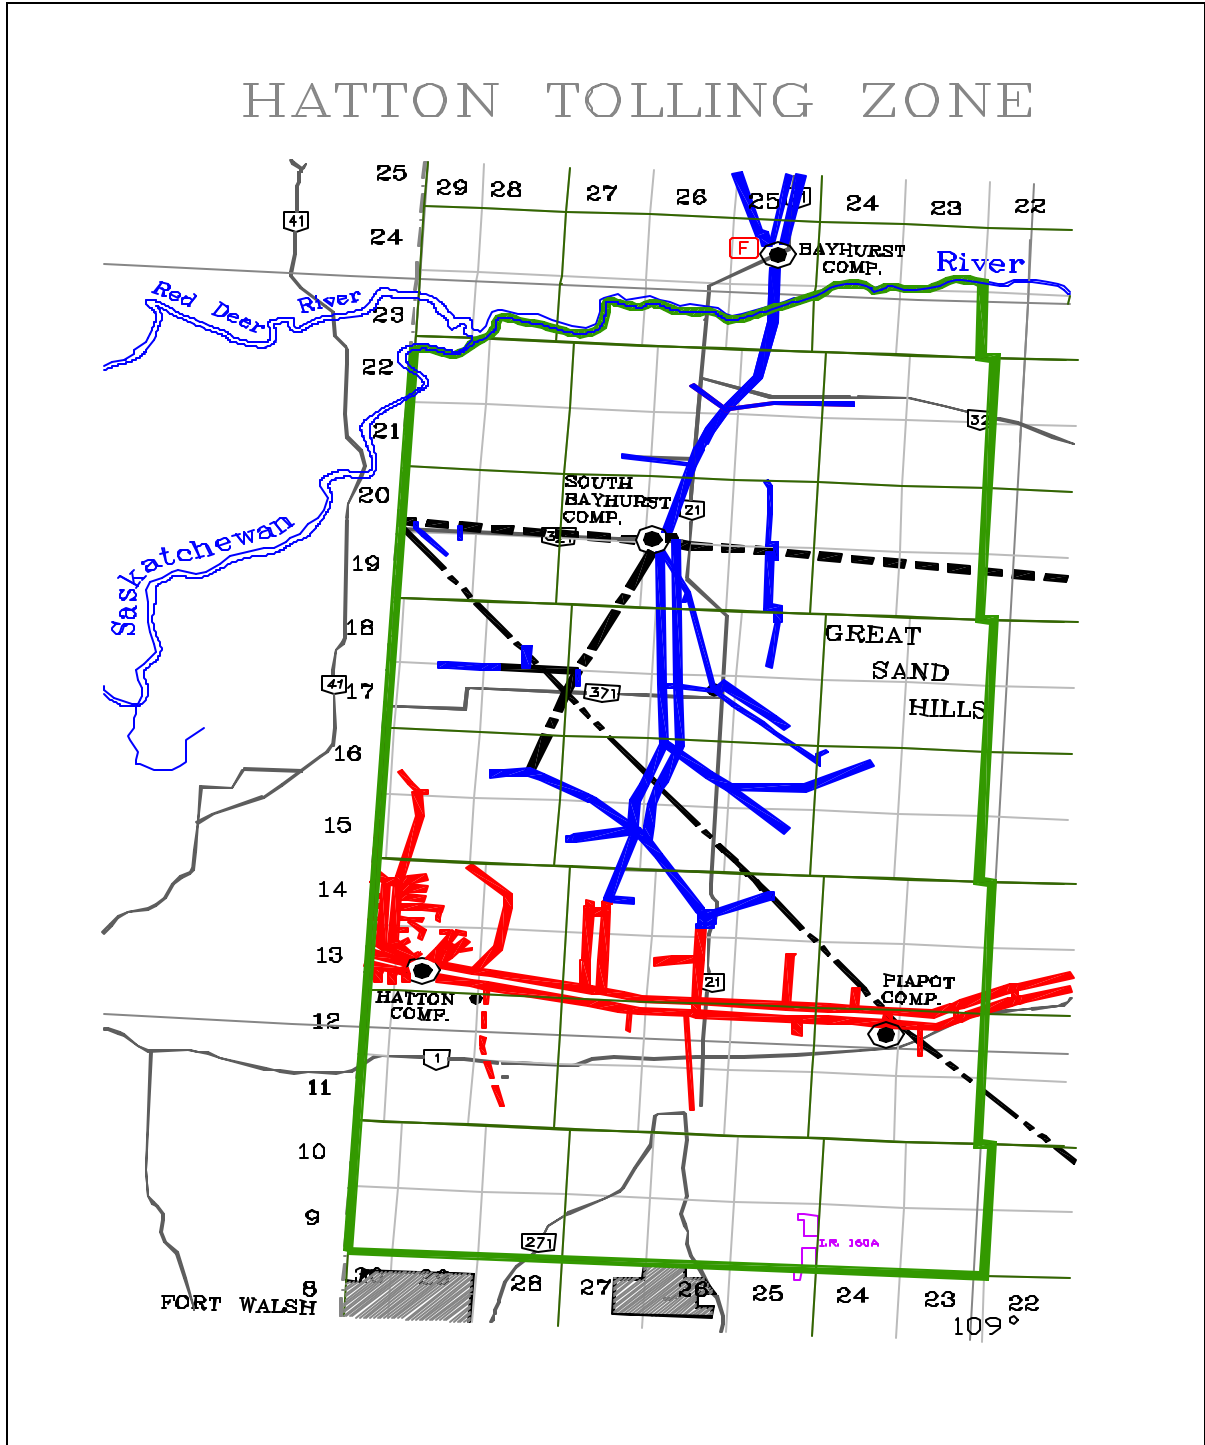 HATTON TOLLING ZONE
25
29 28 27 26 25 24 23 22
41
24
F
BAYHURST
COMP.
River
Red Deer River
23
22
32
21
20
SOUTH
BAYHURST
COMP.
21
Saskatchewan
19
18
GREAT
SAND
HILLS
41
17
371
16
15
14
13
HATTON
COMP.
21
PIAPOT
COMP.
12
1
11
10
9
271
I.R. 160A
8
28 27 26 25 24 23 22
FORT WALSH
109°